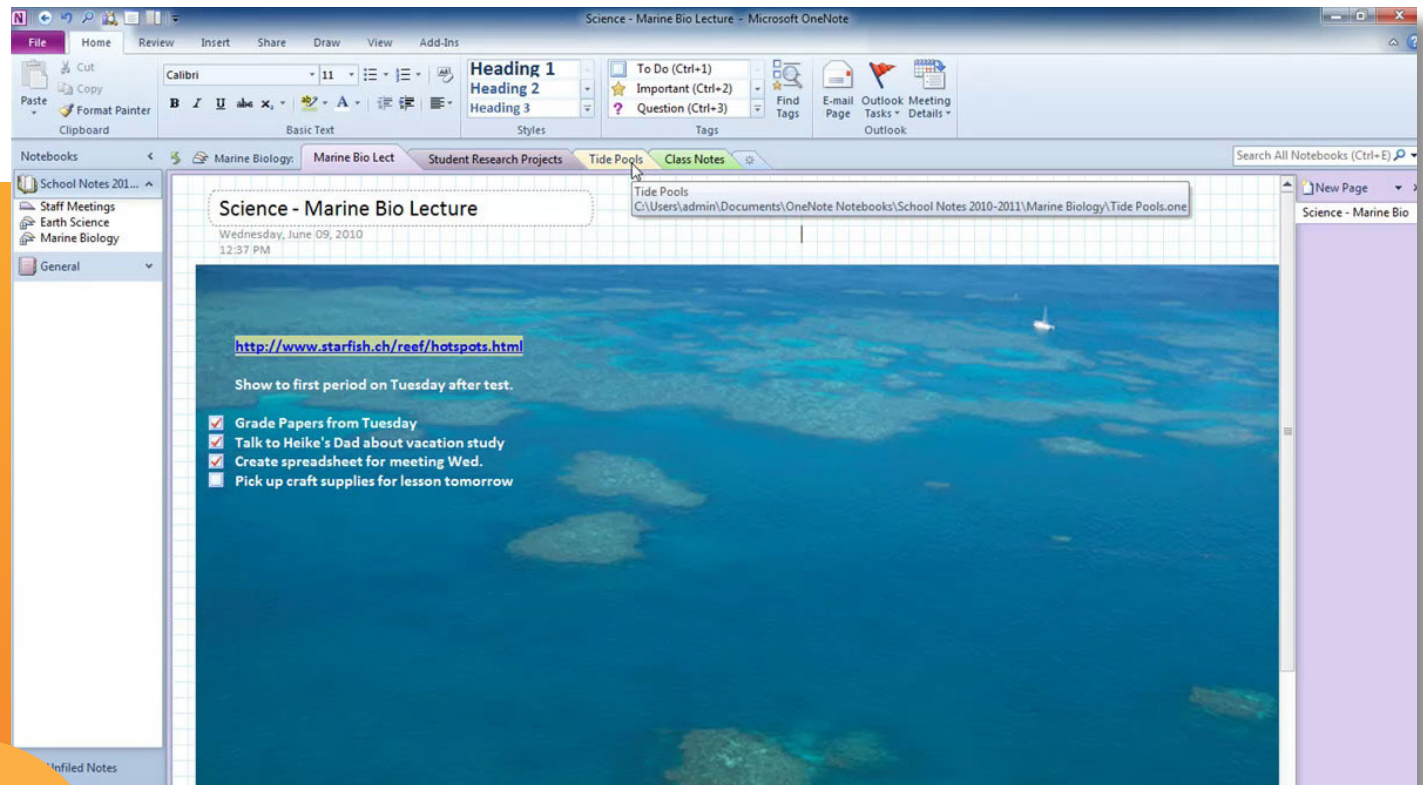 Science - Marine Bio Lecture - Microsoft OneNote
File Home Review Insert Share Draw View Add-Ins
Paste
Cut
Copy
Format Painter
Clipboard
Calibri 11
B I U abc x₂ A
Basic Text
Heading 1
Heading 2
Heading 3
Styles
To Do (Ctrl+1)
Important (Ctrl+2)
? Question (Ctrl+3)
Tags
Find Tags
E-mail Page
Outlook Tasks
Meeting Details
Outlook
Notebooks
Marine Biology: Marine Bio Lect Student Research Projects Tide Pools Class Notes
Search All Notebooks (Ctrl+E)
School Notes 201...
Staff Meetings
Earth Science
Marine Biology
General
Unfiled Notes
Tide Pools
C:\Users\admin\Documents\OneNote Notebooks\School Notes 2010-2011\Marine Biology\Tide Pools.one
New Page
Science - Marine Bio
Science - Marine Bio Lecture
Wednesday, June 09, 2010
12:37 PM
http://www.starfish.ch/reef/hotspots.html
Show to first period on Tuesday after test.
Grade Papers from Tuesday
Talk to Heike's Dad about vacation study
Create spreadsheet for meeting Wed.
Pick up craft supplies for lesson tomorrow